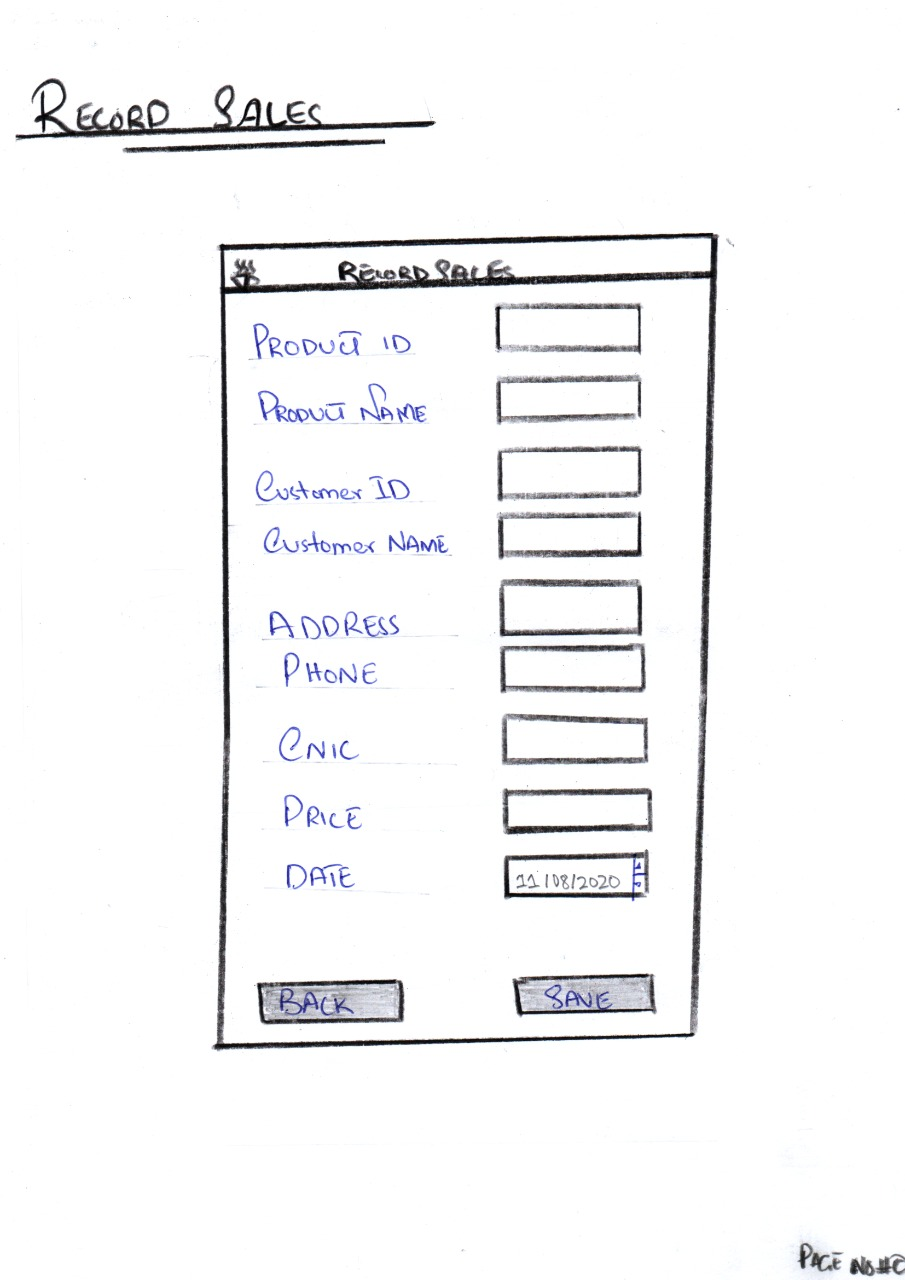 RECORD SALES
RECORD SALES
PRODUCT ID
PRODUCT NAME
Customer ID
Customer NAME
ADDRESS
PHONE
CNIC
PRICE
DATE 11/08/2020
BACK SAVE
PAGE NO#